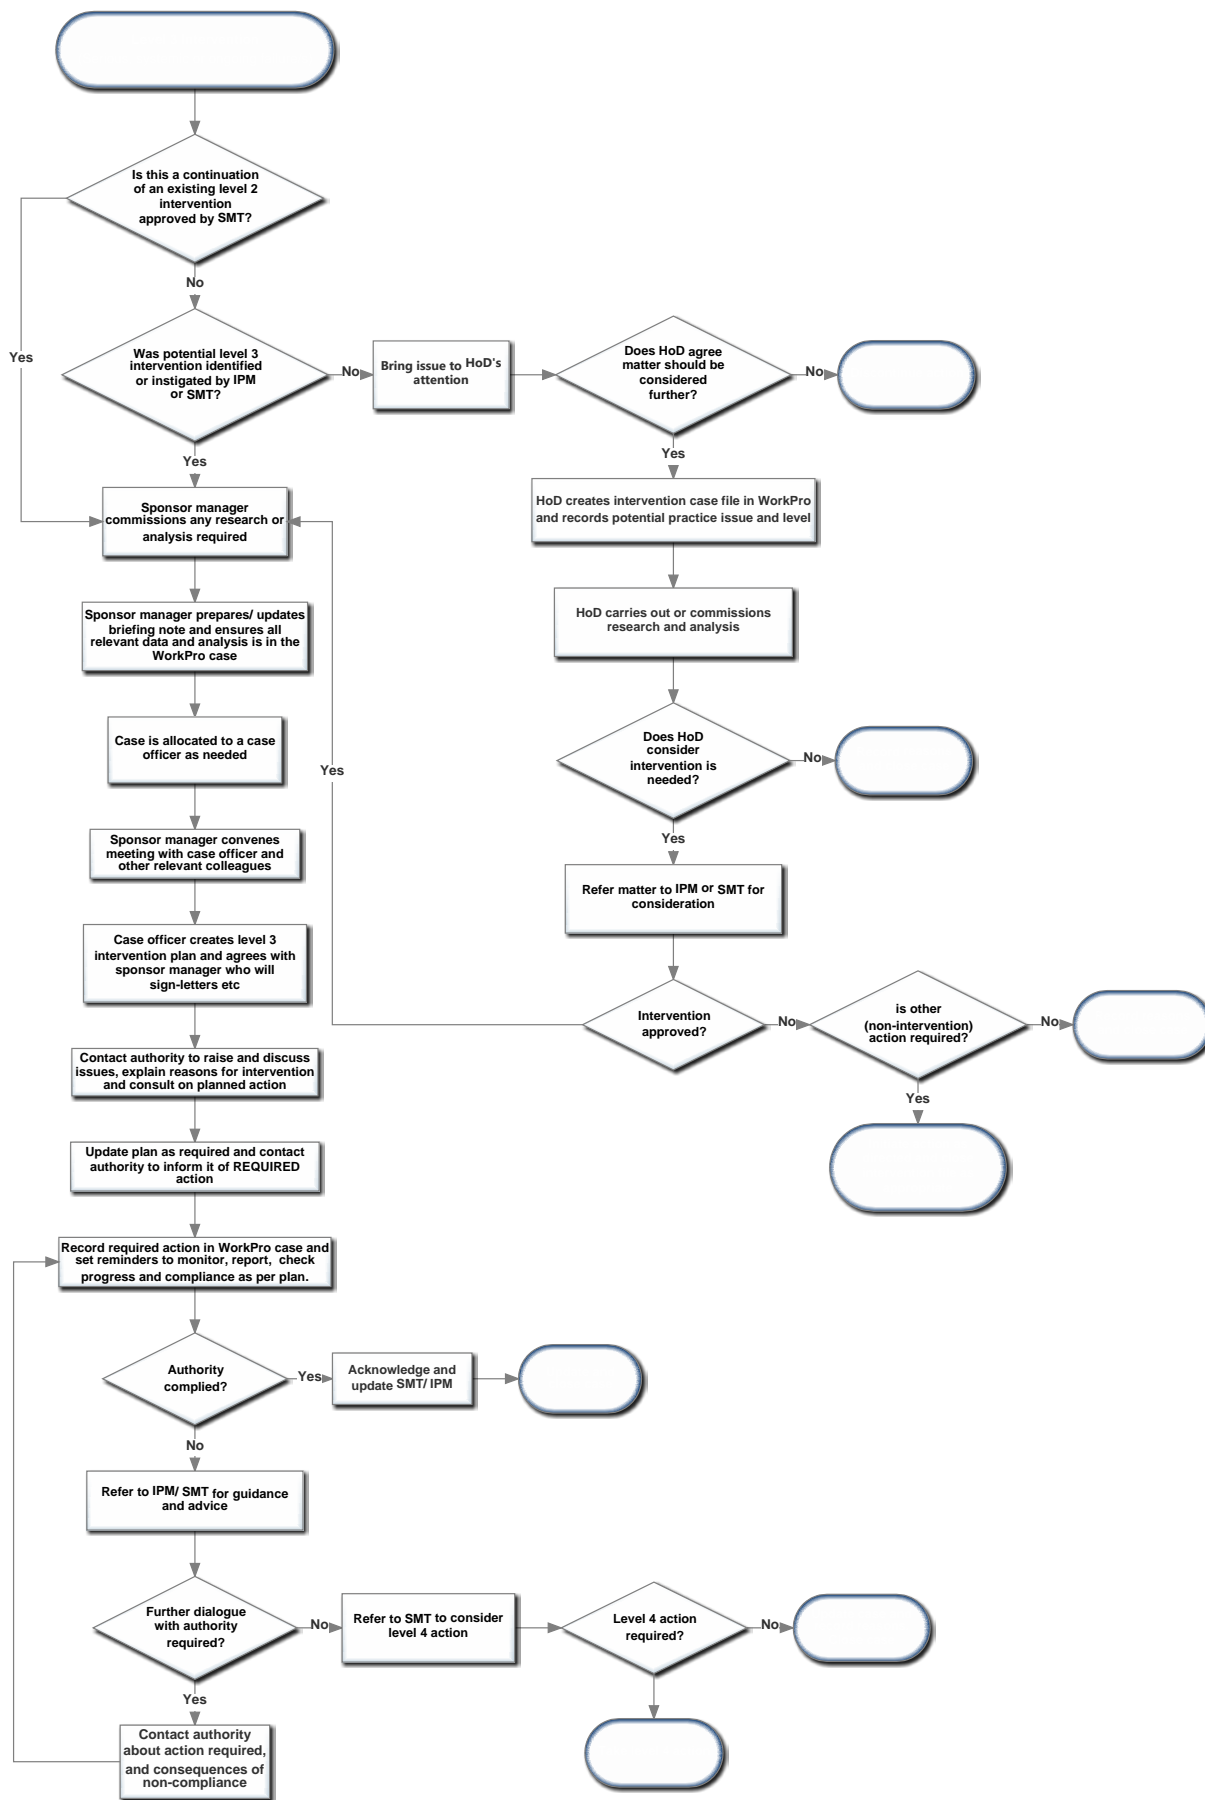 Is this a continuation
of an existing level 2
intervention
approved by SMT?
No
Yes
Was potential level 3
intervention identified
or instigated by IPM
or SMT?
No
Bring issue to HoD's
attention
Does HoD agree
matter should be
considered
further?
No
Yes
Yes
Sponsor manager
commissions any research or
analysis required
HoD creates intervention case file in WorkPro
and records potential practice issue and level
Sponsor manager prepares/ updates
briefing note and ensures all
relevant data and analysis is in the
WorkPro case
HoD carries out or commissions
research and analysis
Case is allocated to a case
officer as needed
Yes
Does HoD
consider
intervention is
needed?
No
Yes
Sponsor manager convenes
meeting with case officer and
other relevant colleagues
Refer matter to IPM or SMT for
consideration
Case officer creates level 3
intervention plan and agrees with
sponsor manager who will
sign-letters etc
Intervention
approved?
No
is other
(non-intervention)
action required?
No
Yes
Contact authority to raise and discuss
issues, explain reasons for intervention
and consult on planned action
Update plan as required and contact
authority to inform it of REQUIRED
action
Record required action in WorkPro case and
set reminders to monitor, report, check
progress and compliance as per plan.
Authority
complied?
Yes
Acknowledge and
update SMT/ IPM
No
Refer to IPM/ SMT for guidance
and advice
Further dialogue
with authority
required?
No
Refer to SMT to consider
level 4 action
Level 4 action
required?
No
Yes
Contact authority
about action required,
and consequences of
non-compliance